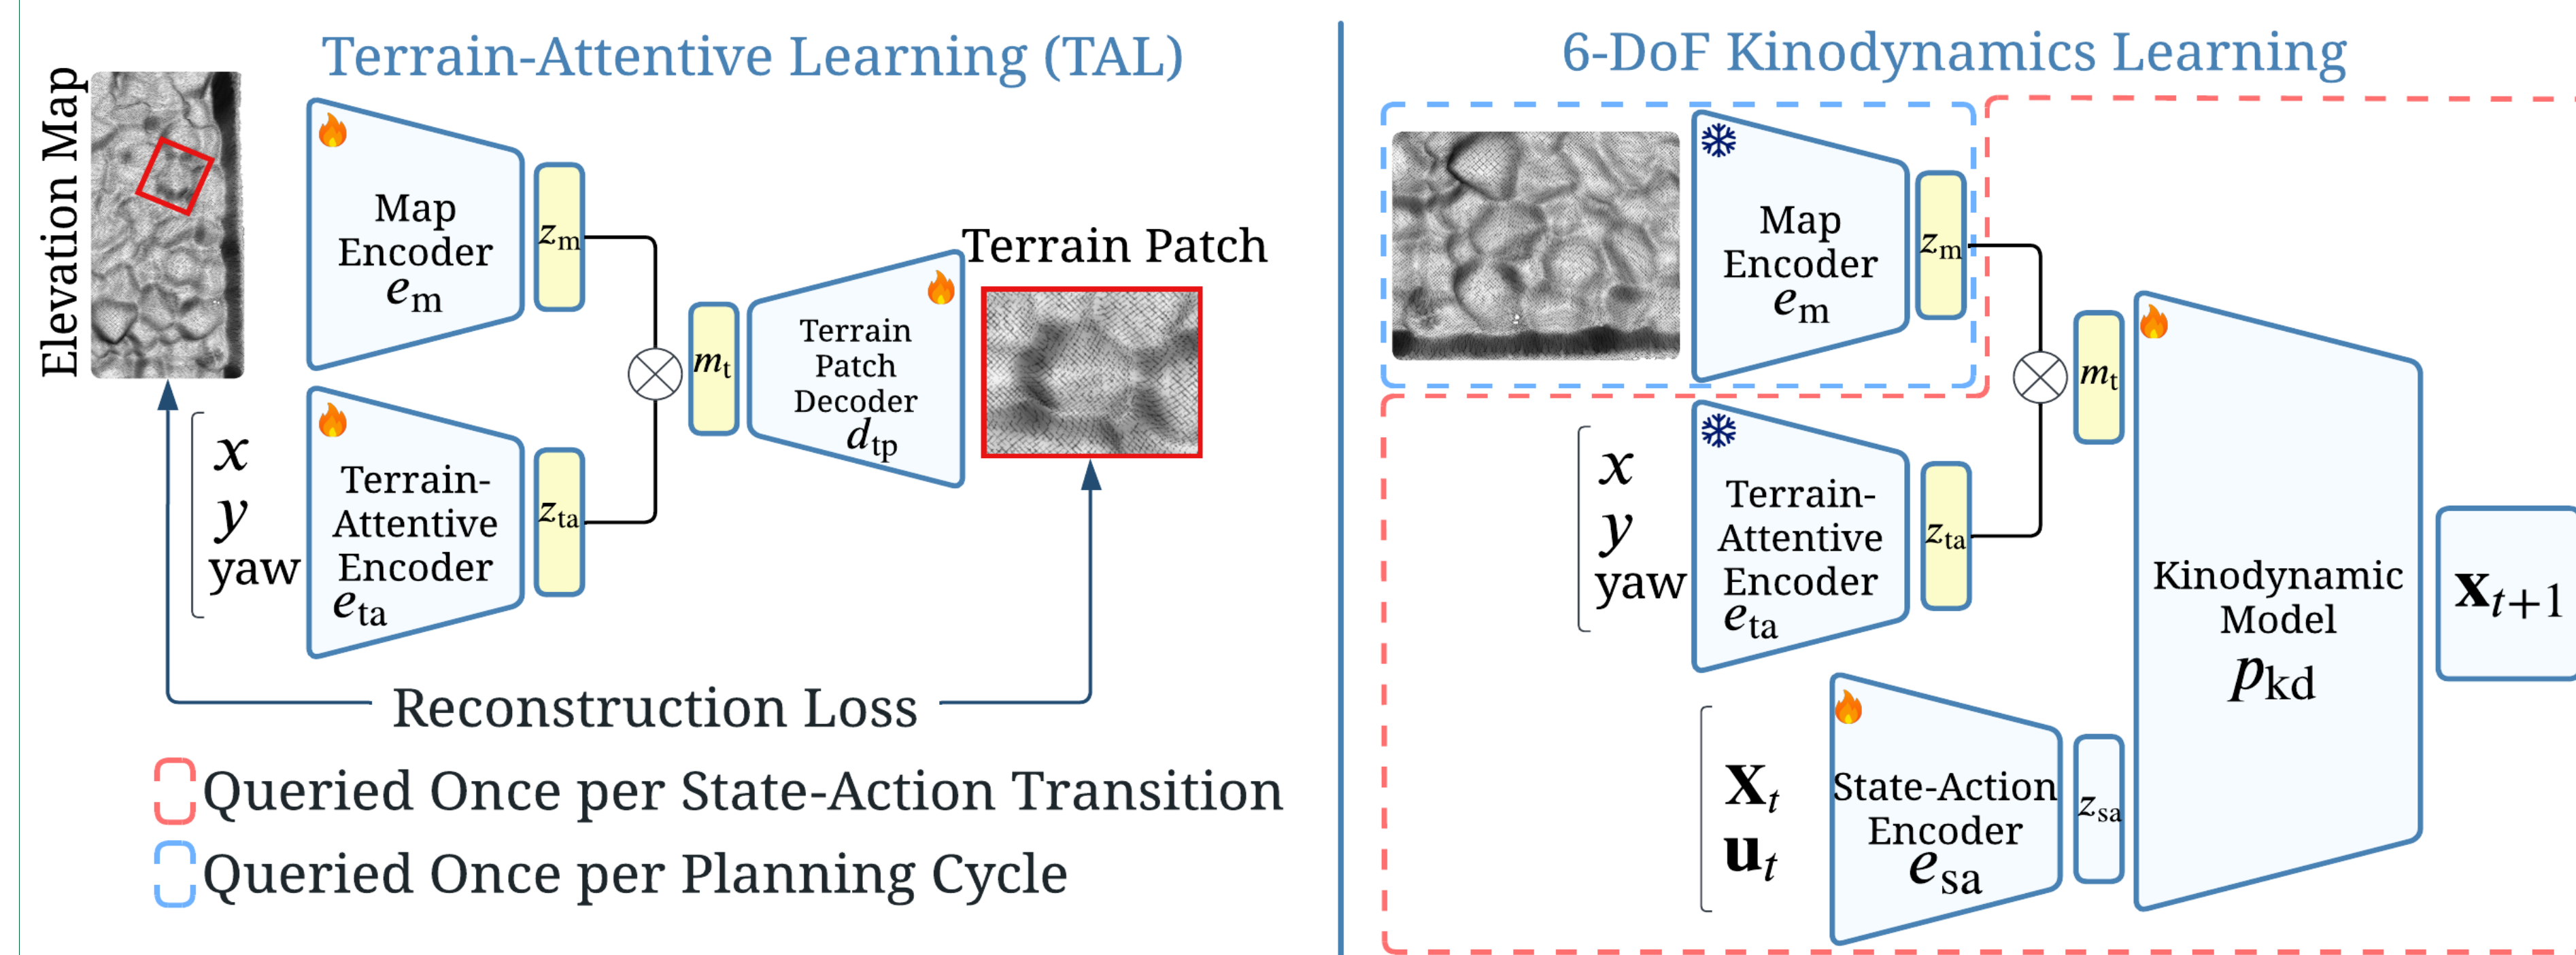 Terrain-Attentive Learning (TAL)
Elevation Map
Map
Encoder
e_m
z_m
x
y
yaw
Terrain-
Attentive
Encoder
e_ta
z_ta
m_t
Terrain
Patch
Decoder
d_tp
Terrain Patch
Reconstruction Loss
Queried Once per State-Action Transition
Queried Once per Planning Cycle
6-DoF Kinodynamics Learning
Map
Encoder
e_m
z_m
x
y
yaw
Terrain-
Attentive
Encoder
e_ta
z_ta
m_t
X_t
u_t
State-Action
Encoder
e_sa
z_sa
Kinodynamic
Model
p_kd
x_{t+1}